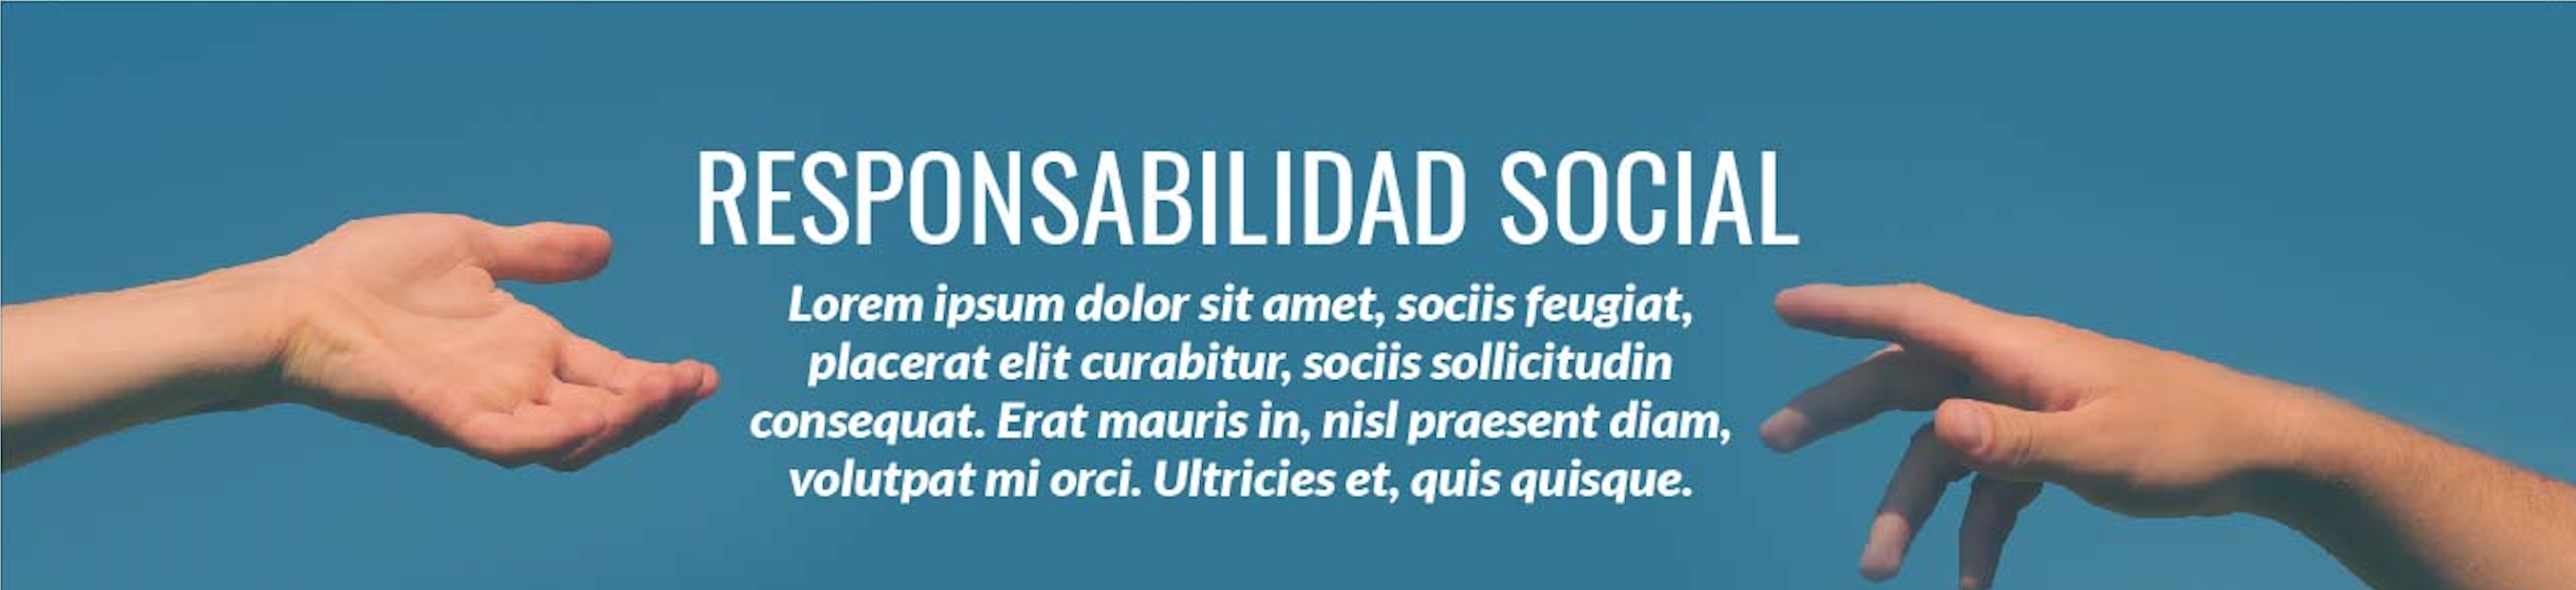 RESPONSABILIDAD SOCIAL
Lorem ipsum dolor sit amet, sociis feugiat,
placerat elit curabitur, sociis sollicitudin
consequat. Erat mauris in, nisl praesent diam,
volutpat mi orci. Ultricies et, quis quisque.